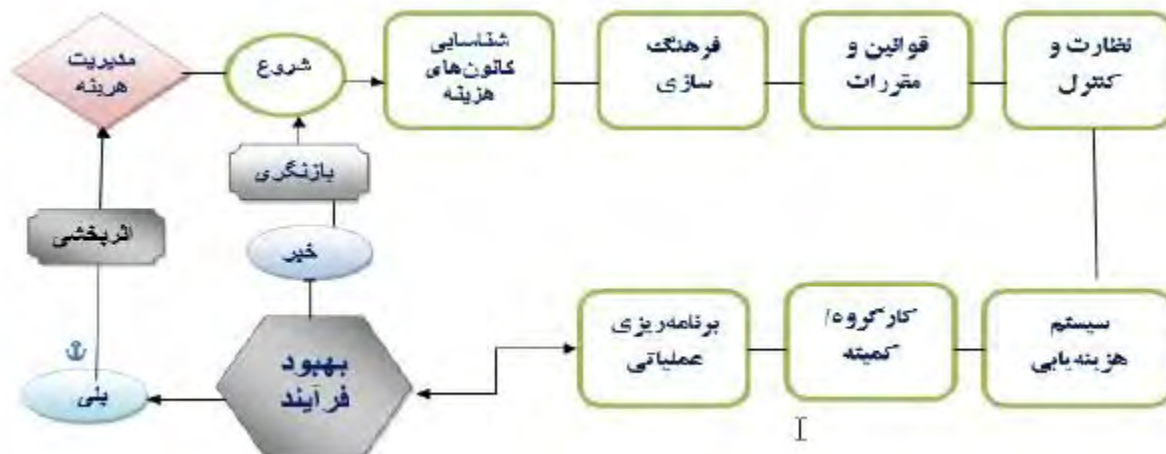 مدیریت
هزینه
شروع
شناسایی
کانون‌های
هزینه
فرهنگ
سازی
قوانین و
مقررات
نظارت و
کنترل
بازنگری
اثربخشی
خیر
سیستم
هزینه‌یابی
کارگروه/
کمیته
برنامه‌ریزی
عملیاتی
بهبود
فرآیند
بلی